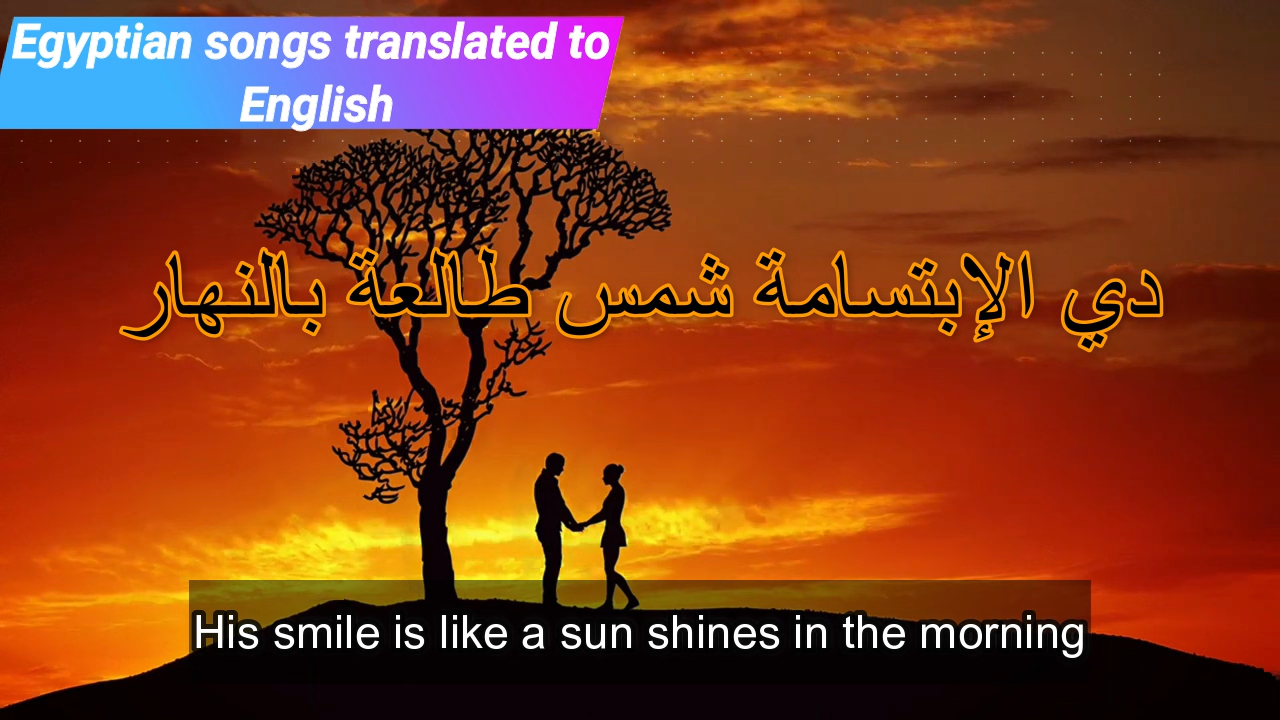 Egyptian songs translated to
English
دي الإبتسامة شمس طالعة بالنهار
His smile is like a sun shines in the morning